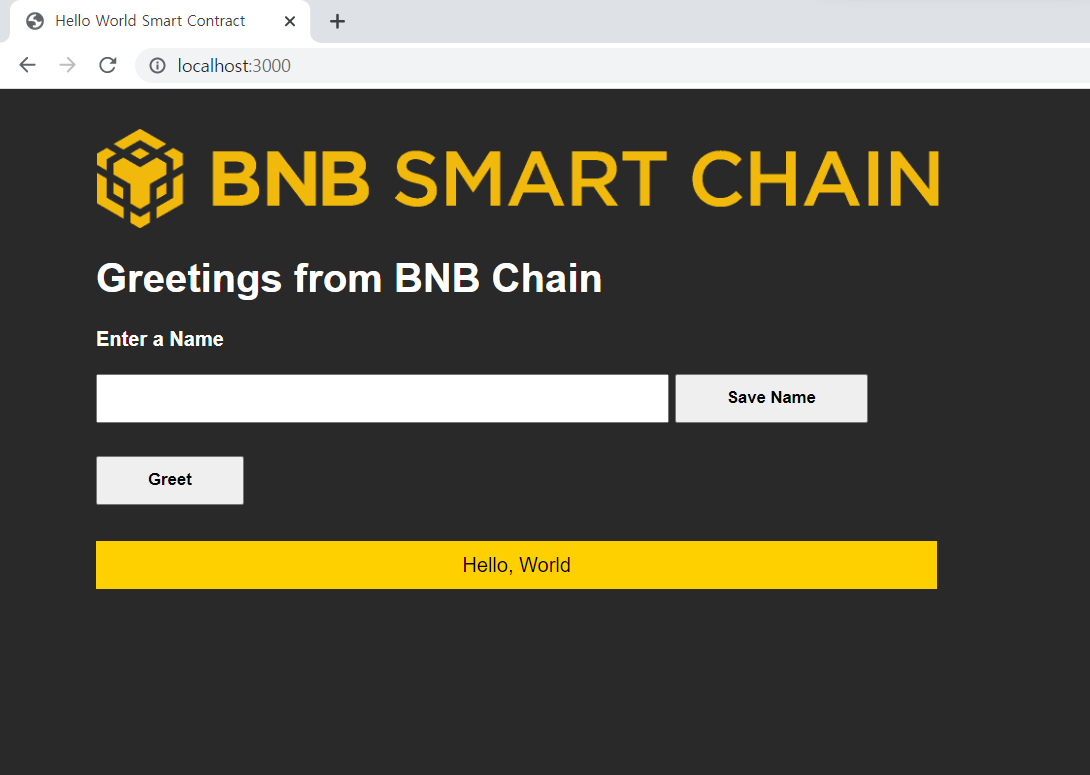 Hello World Smart Contract
localhost:3000
BNB SMART CHAIN
Greetings from BNB Chain
Enter a Name
Save Name
Greet
Hello, World